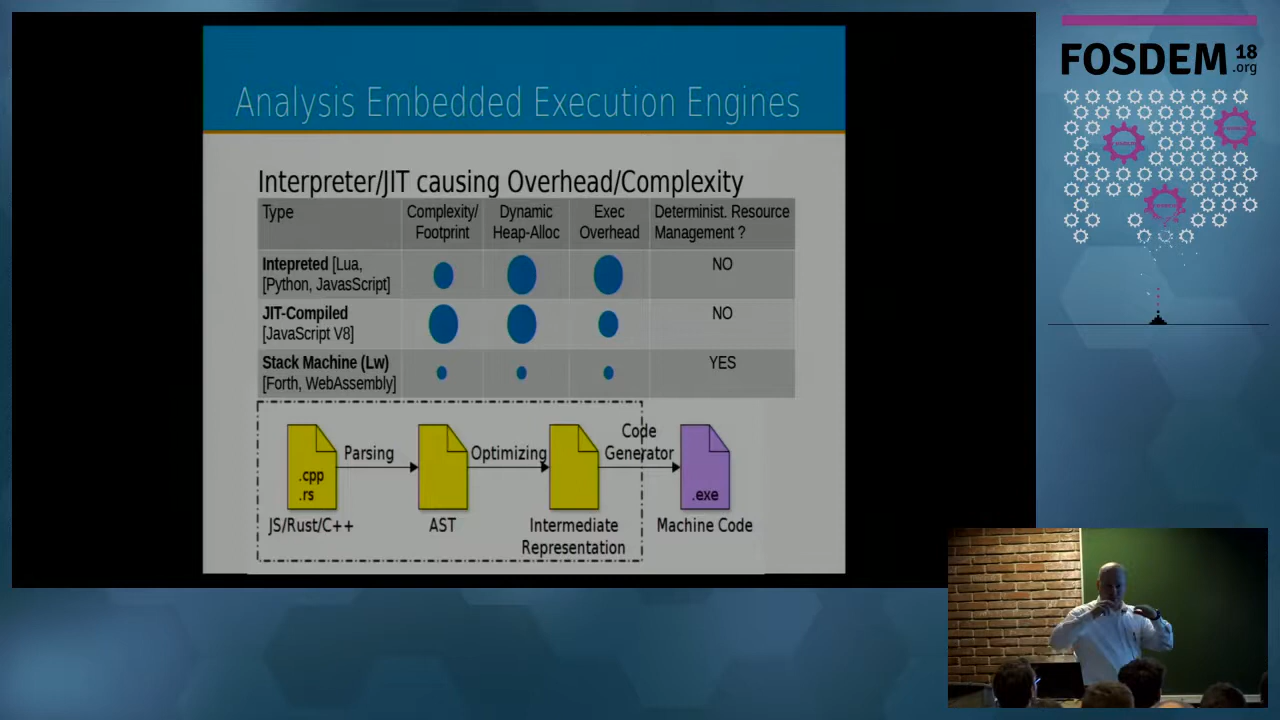 Analysis Embedded Execution Engines
Interpreter/JIT causing Overhead/Complexity
Type
Complexity/
Footprint
Dynamic
Heap-Alloc
Exec
Overhead
Determinist. Resource
Management ?
Intepreted [Lua,
[Python, JavasScript]
NO
JIT-Compiled
[JavaScript V8]
NO
Stack Machine (Lw)
[Forth, WebAssembly]
YES
.cpp
.rs
Parsing
Optimizing
Code
Generator
.exe
JS/Rust/C++
AST
Intermediate
Representation
Machine Code
FOSDEM 18
.org